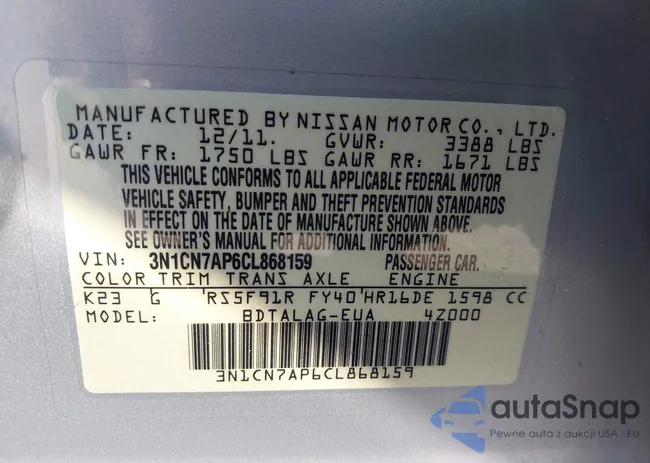 MANUFACTURED BY NISSAN MOTOR CO., LTD.
DATE: 12/11. GVWR: 3388 LBS
GAWR FR: 1750 LBS GAWR RR: 1671 LBS
THIS VEHICLE CONFORMS TO ALL APPLICABLE FEDERAL MOTOR
VEHICLE SAFETY, BUMPER AND THEFT PREVENTION STANDARDS
IN EFFECT ON THE DATE OF MANUFACTURE SHOWN ABOVE.
SEE OWNER'S MANUAL FOR ADDITIONAL INFORMATION.
VIN: 3N1CN7AP6CL868159 PASSENGER CAR.
COLOR TRIM TRANS AXLE ENGINE
K23 G RS5F91R FY40 HR16DE 1598 CC
MODEL: BDTALAG-EUA 4Z000
3N1CN7AP6CL868159
autaSnap
Pewne auta z aukcji USA i EU